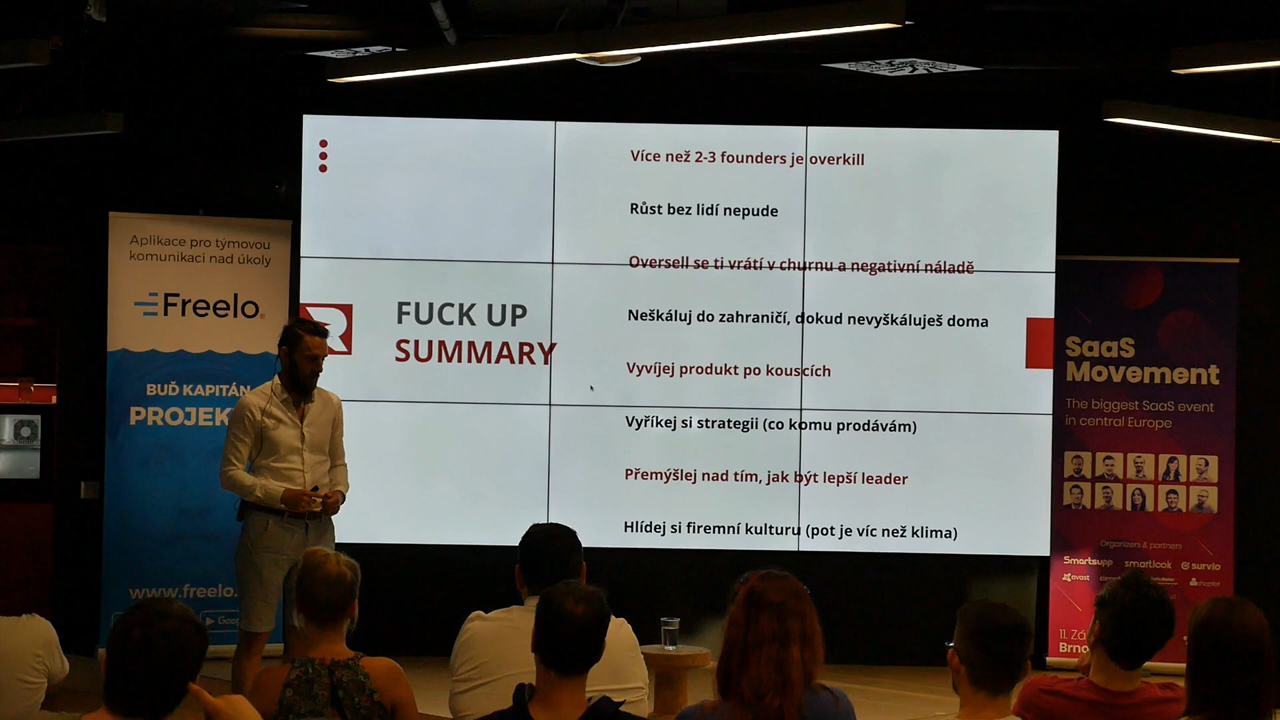 Více než 2-3 founders je overkill
Růst bez lidí nepude
Oversell se ti vrátí v churnu a negativní náladě
Neškáluj do zahraničí, dokud nevyškáluješ doma
Vyvíjej produkt po kouscích
Vyříkej si strategii (co komu prodávám)
Přemýšlej nad tím, jak být lepší leader
Hlídej si firemní kulturu (pot je víc než klima)
R
FUCK UP
SUMMARY
Aplikace pro týmovou
komunikaci nad úkoly
Freelo
BUĎ KAPITÁN
PROJEK
www.freelo.
Goo
SaaS
Movement
The biggest SaaS event
in central Europe
Organizers & partners
Smartsupp smartlook survio
avast
11. Zá
Brno